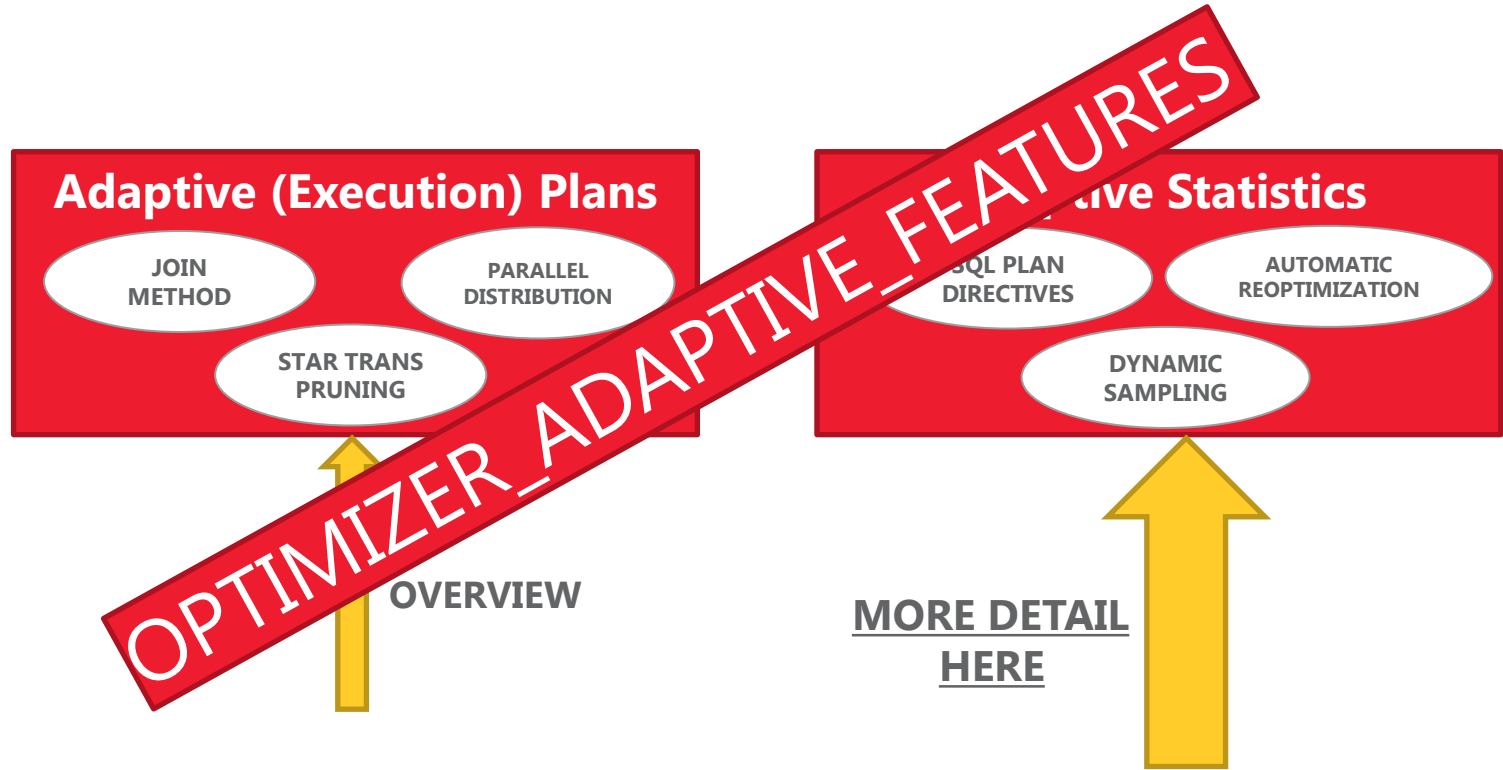 OPTIMIZER_ADAPTIVE_FEATURES
Adaptive (Execution) Plans
JOIN
METHOD
PARALLEL
DISTRIBUTION
STAR TRANS
PRUNING
OVERVIEW
tive Statistics
SQL PLAN
DIRECTIVES
AUTOMATIC
REOPTIMIZATION
DYNAMIC
SAMPLING
MORE DETAIL
HERE